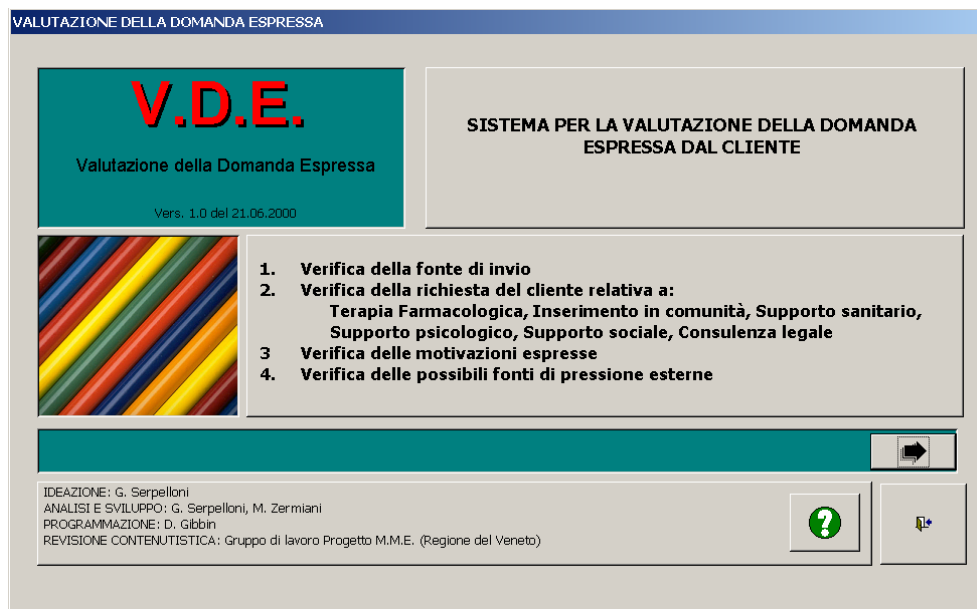 VALUTAZIONE DELLA DOMANDA ESPRESSA
V.D.E.
Valutazione della Domanda Espressa
Vers. 1.0 del 21.06.2000
SISTEMA PER LA VALUTAZIONE DELLA DOMANDA
ESPRESSA DAL CLIENTE
1. Verifica della fonte di invio
2. Verifica della richiesta del cliente relativa a:
Terapia Farmacologica, Inserimento in comunità, Supporto sanitario,
Supporto psicologico, Supporto sociale, Consulenza legale
3 Verifica delle motivazioni espresse
4. Verifica delle possibili fonti di pressione esterne
IDEAZIONE: G. Serpelloni
ANALISI E SVILUPPO: G. Serpelloni, M. Zermiani
PROGRAMMAZIONE: D. Gibbin
REVISIONE CONTENUTISTICA: Gruppo di lavoro Progetto M.M.E. (Regione del Veneto)
?